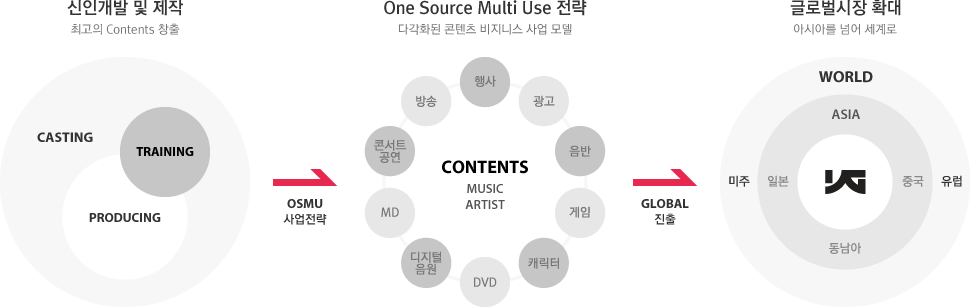 신인개발 및 제작
최고의 Contents 창출
CASTING
TRAINING
PRODUCING
OSMU
사업전략
One Source Multi Use 전략
다각화된 콘텐츠 비지니스 사업 모델
행사
방송
광고
콘서트
공연
음반
CONTENTS
MUSIC
ARTIST
MD
게임
디지털
음원
캐릭터
DVD
GLOBAL
진출
글로벌시장 확대
아시아를 넘어 세계로
WORLD
ASIA
미주
일본
YG
중국
유럽
동남아